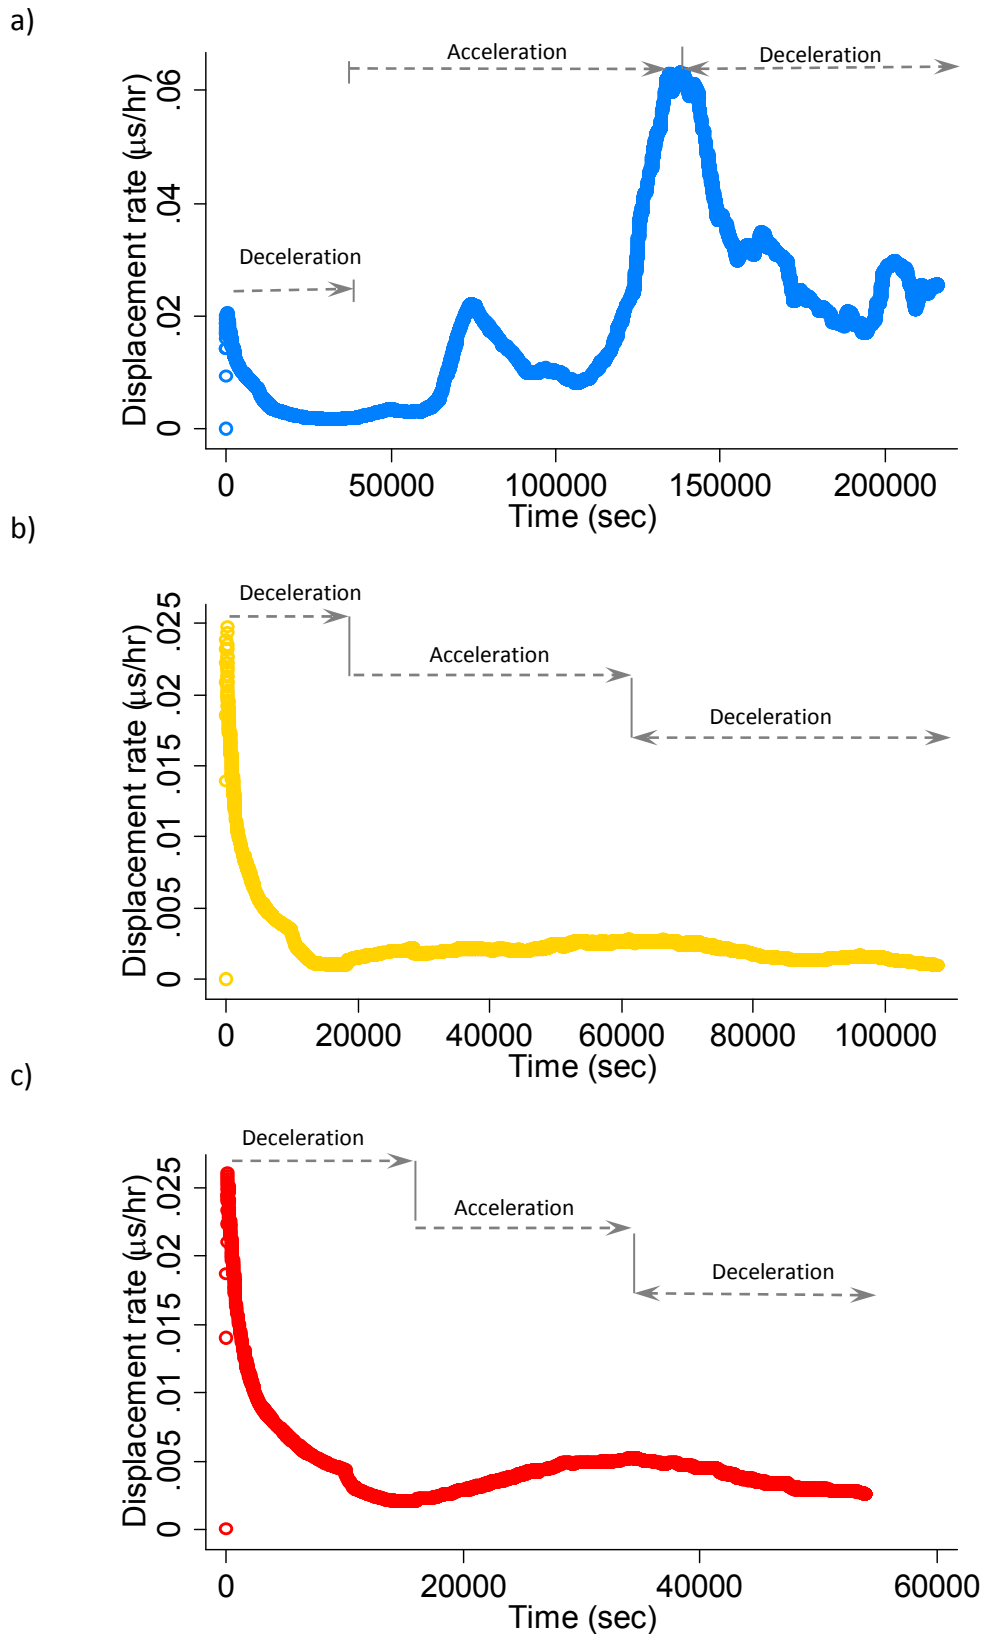 a)
Acceleration
Deceleration
Deceleration
Displacement rate (μs/hr)
0 .02 .04 .06
0 50000 100000 150000 200000
Time (sec)
b)
Deceleration
Acceleration
Deceleration
Displacement rate (μs/hr)
0 .005 .01 .015 .02 .025
0 20000 40000 60000 80000 100000
Time (sec)
c)
Deceleration
Acceleration
Deceleration
Displacement rate (μs/hr)
0 .005 .01 .015 .02 .025
0 20000 40000 60000
Time (sec)